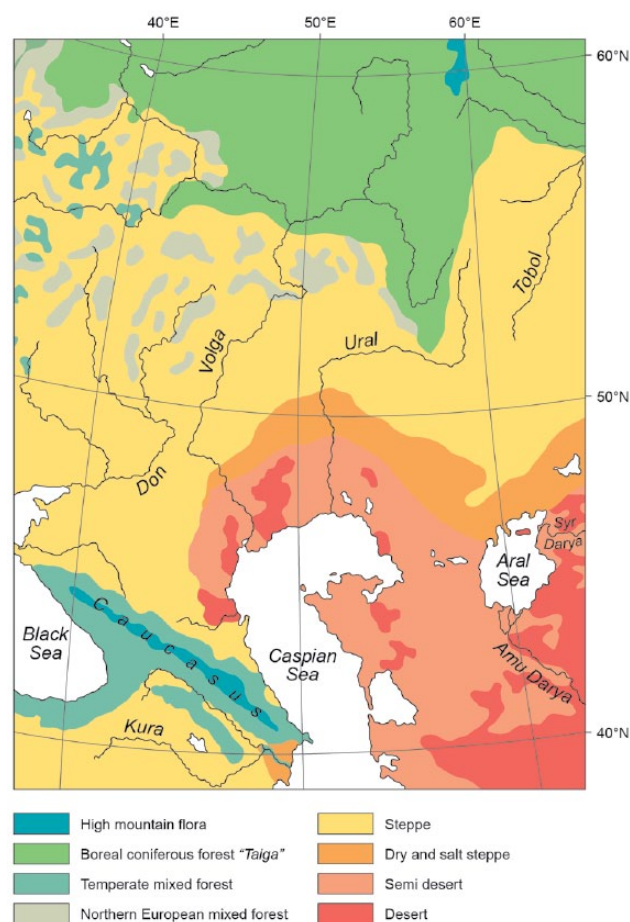 40°E 50°E 60°E
60°N
Tobol
Volga
Ural
50°N
Don
Syr
Darya
Aral
Sea
Caucasus
Black
Sea
Caspian
Sea
Amu Darya
Kura
40°N
High mountain flora
Boreal coniferous forest "Taiga"
Temperate mixed forest
Northern European mixed forest
Steppe
Dry and salt steppe
Semi desert
Desert